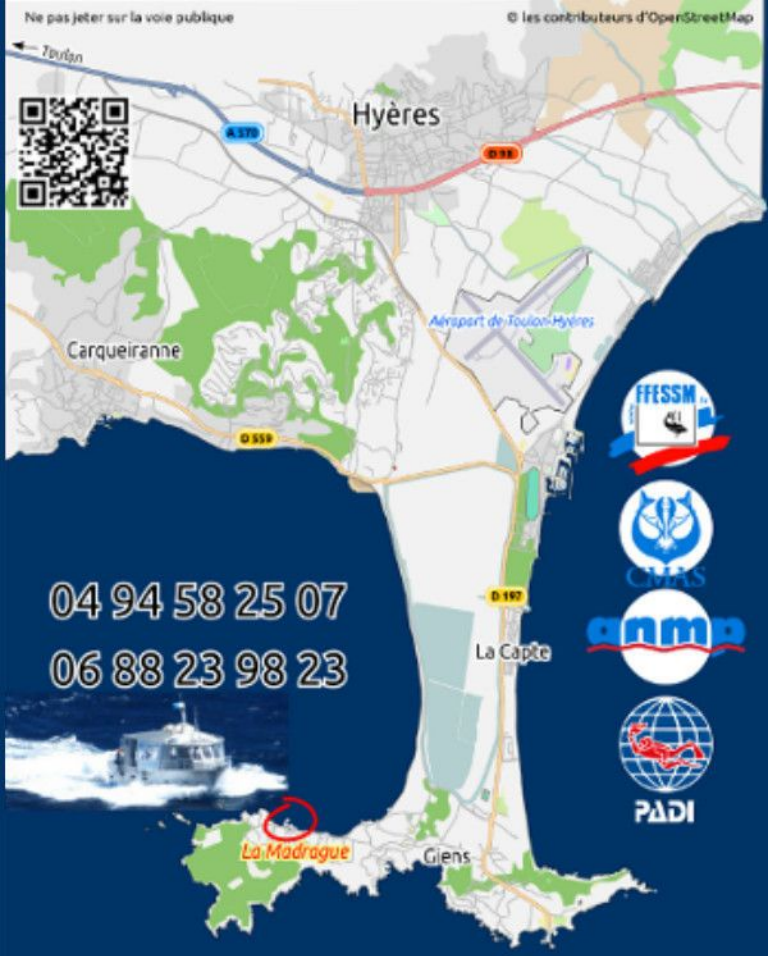 Ne pas jeter sur la voie publique
© les contributeurs d'OpenStreetMap
Toulon
Hyères
A 570
D 98
Aéroport de Toulon-Hyères
Carqueiranne
FFESSM
D 559
CMAS
04 94 58 25 07
D 197
anmp
La Capte
06 88 23 98 23
PADI
La Madrague
Giens